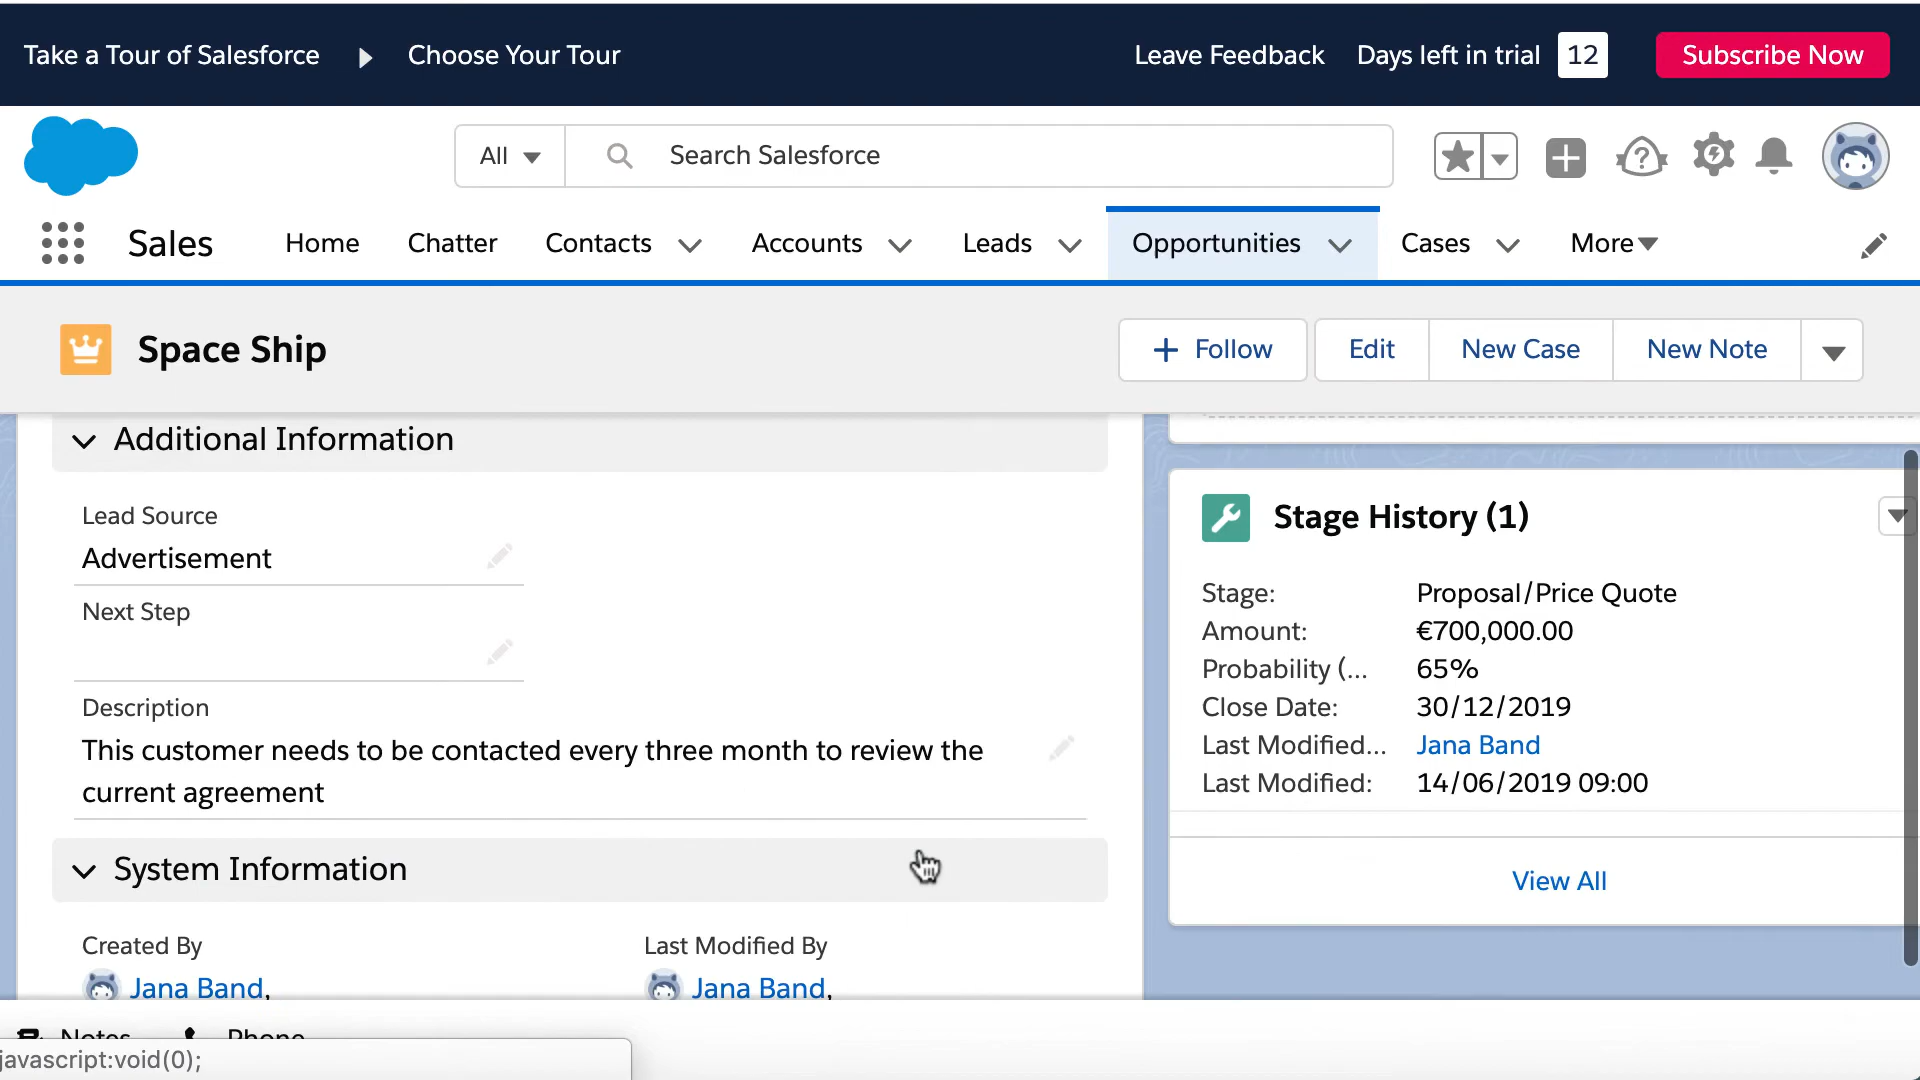 Take a Tour of Salesforce Choose Your Tour Leave Feedback Days left in trial 12 Subscribe Now
All Search Salesforce
Sales Home Chatter Contacts Accounts Leads Opportunities Cases More
Space Ship Follow Edit New Case New Note
Additional Information
Lead Source
Advertisement
Next Step
Description
This customer needs to be contacted every three month to review the
current agreement
System Information
Created By Last Modified By
Jana Band, Jana Band,
Stage History (1)
Stage: Proposal/Price Quote
Amount: €700,000.00
Probability (... 65%
Close Date: 30/12/2019
Last Modified... Jana Band
Last Modified: 14/06/2019 09:00
View All
Notes Phone
javascript:void(0);